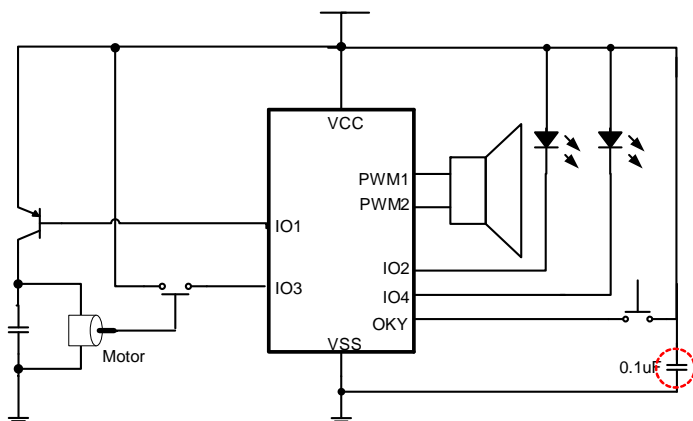 VCC
PWM1
PWM2
IO1
IO2
IO3
IO4
OKY
VSS
Motor
0.1uF